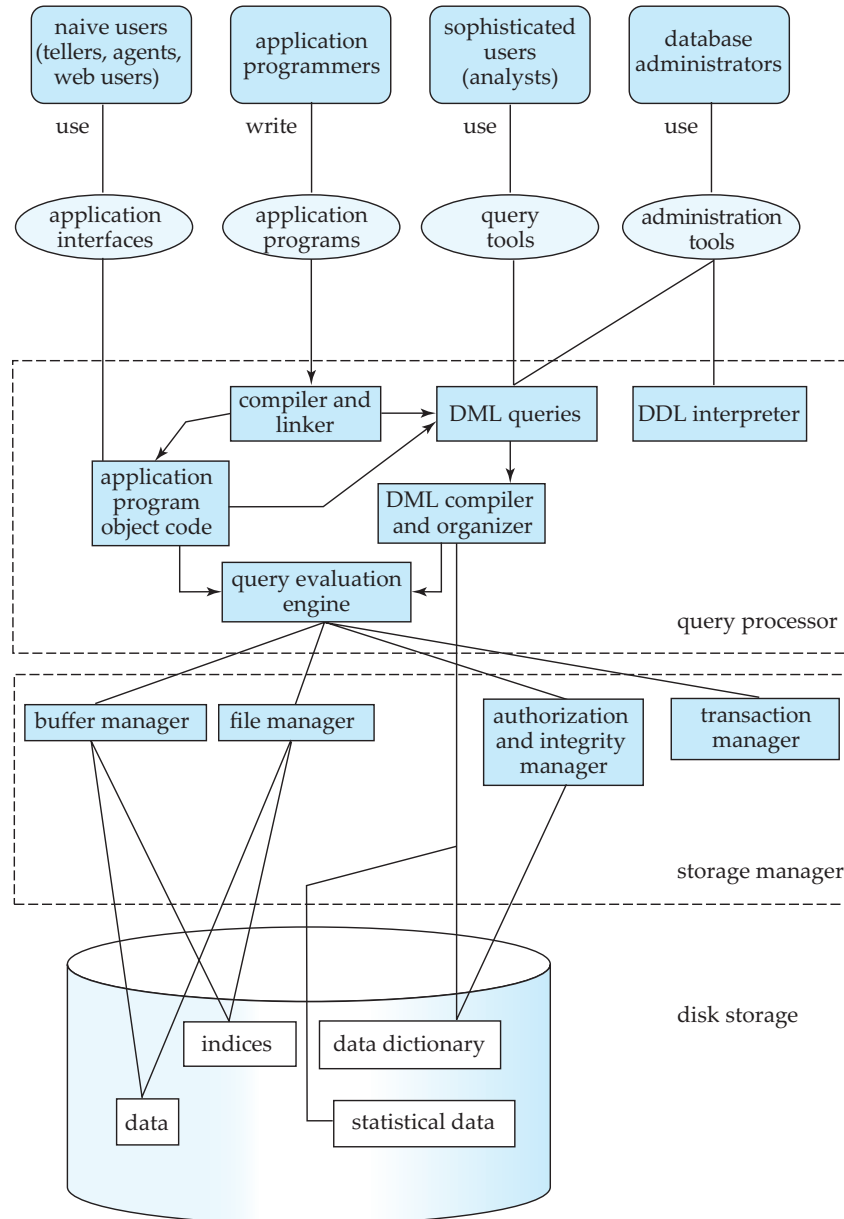 naive users
(tellers, agents,
web users)
application
programmers
sophisticated
users
(analysts)
database
administrators
use
write
use
use
application
interfaces
application
programs
query
tools
administration
tools
compiler and
linker
DML queries
DDL interpreter
application
program
object code
DML compiler
and organizer
query evaluation
engine
query processor
buffer manager
file manager
authorization
and integrity
manager
transaction
manager
storage manager
disk storage
indices
data dictionary
data
statistical data